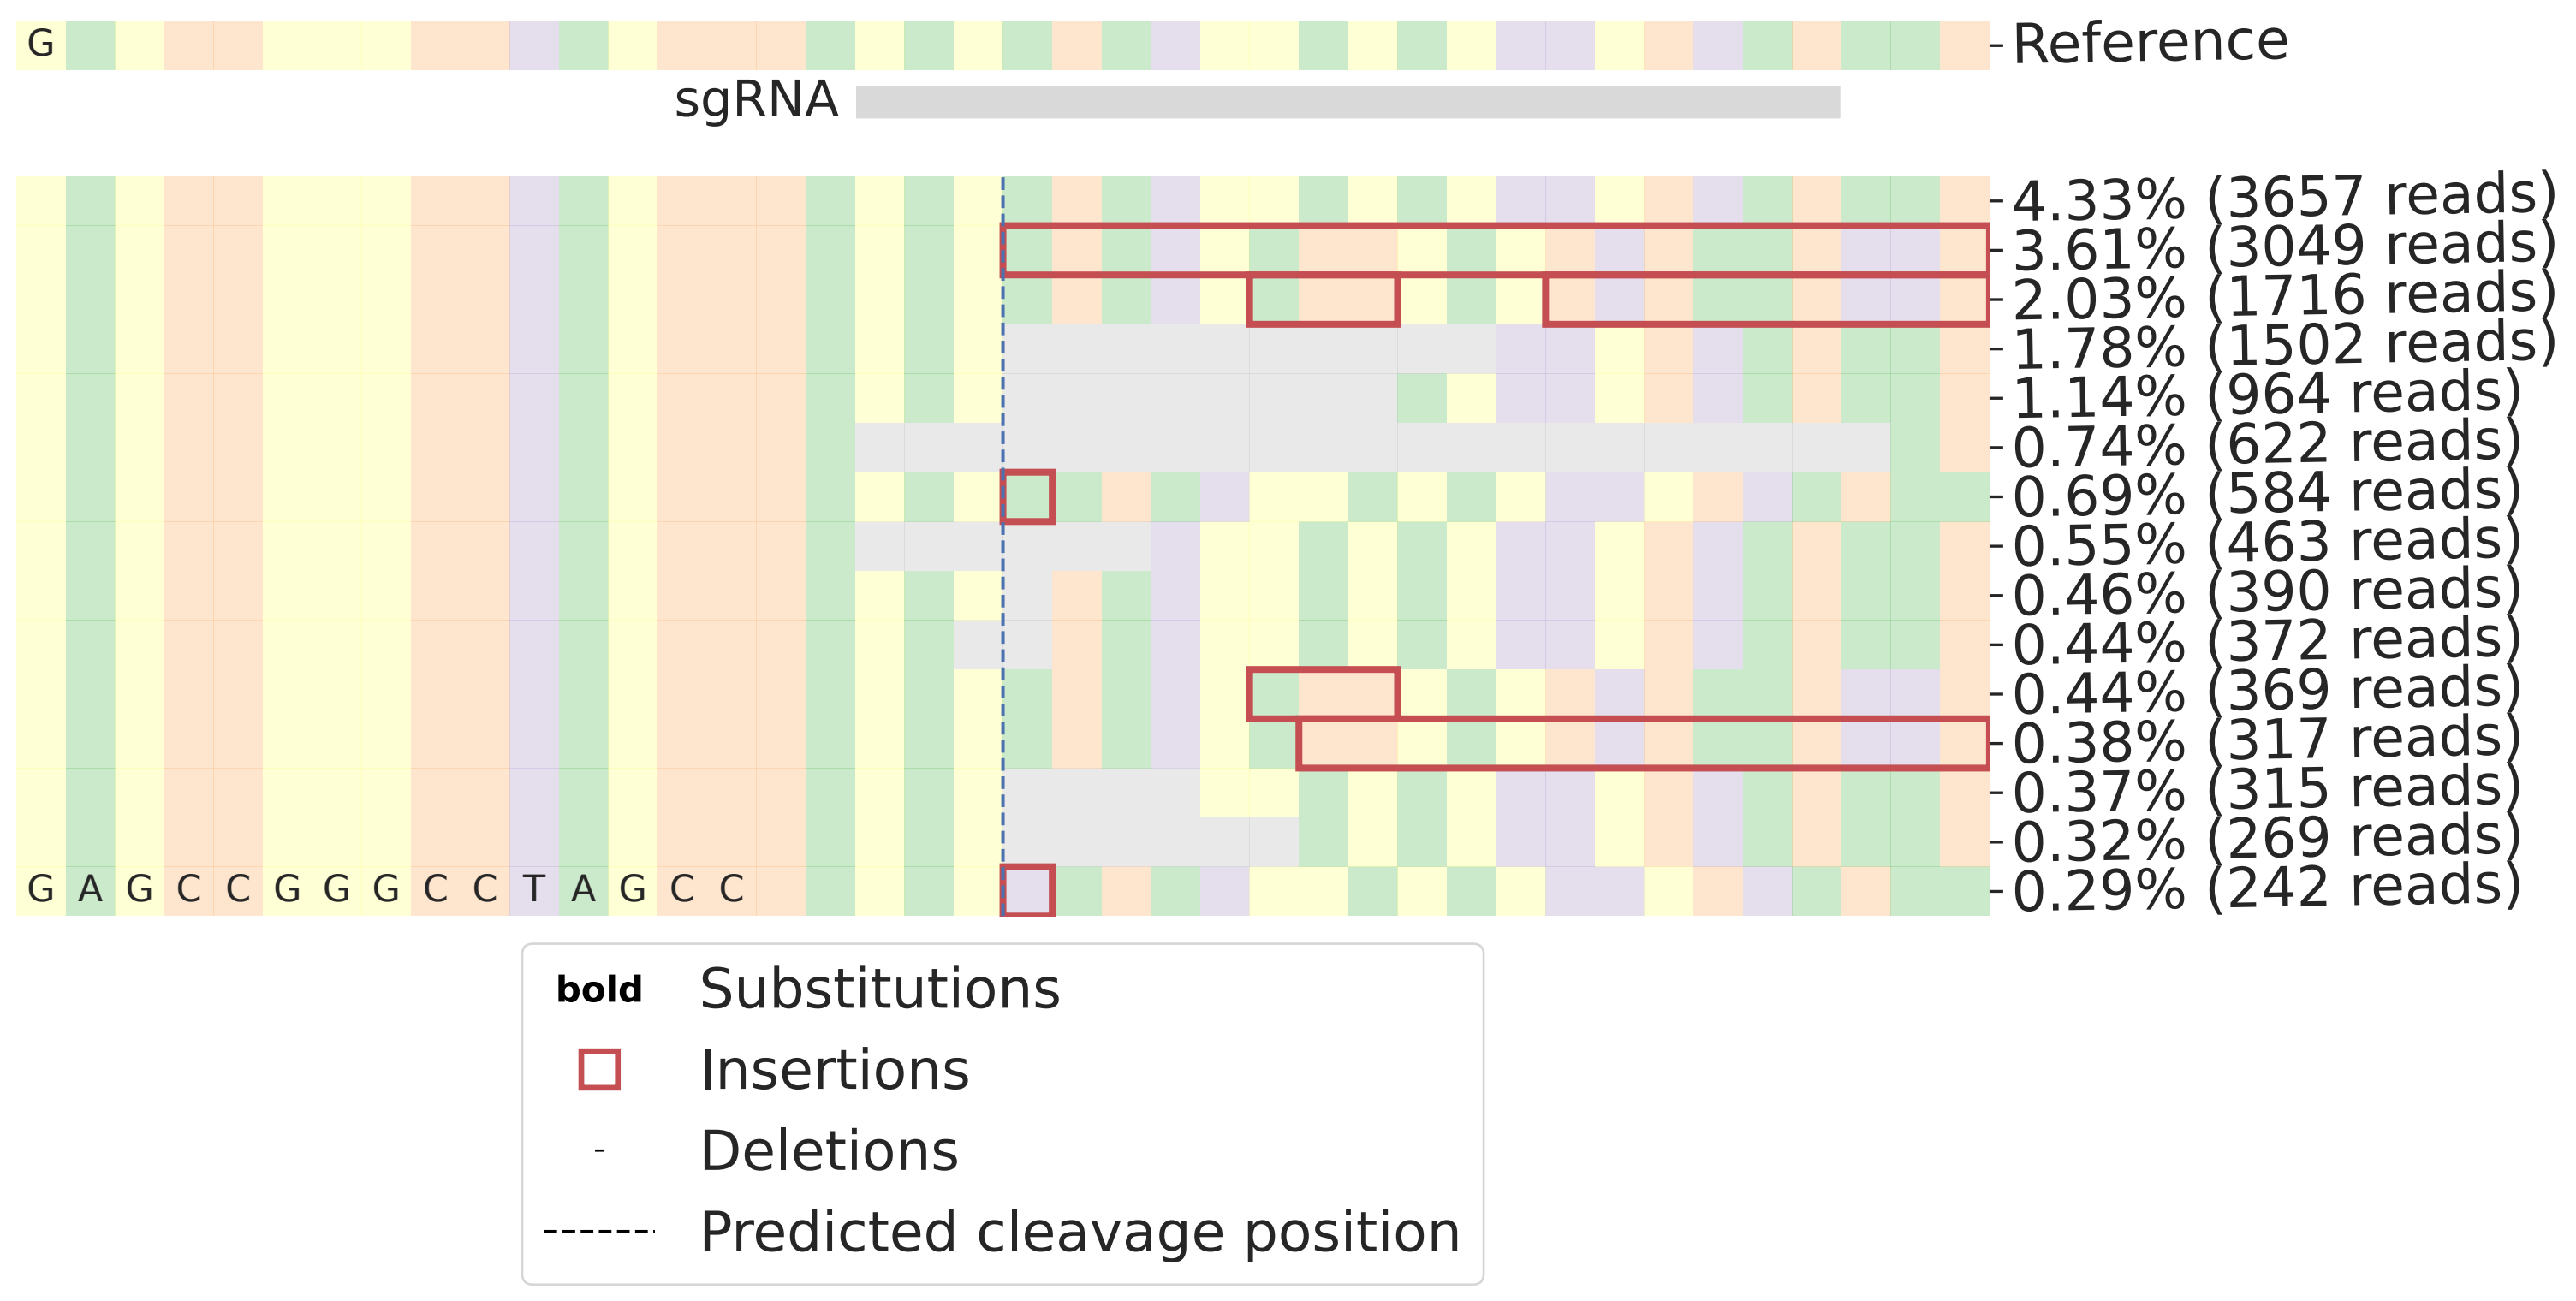 G Reference
sgRNA
4.33% (3657 reads)
3.61% (3049 reads)
2.03% (1716 reads)
1.78% (1502 reads)
1.14% (964 reads)
0.74% (622 reads)
0.69% (584 reads)
0.55% (463 reads)
0.46% (390 reads)
0.44% (372 reads)
0.44% (369 reads)
0.38% (317 reads)
0.37% (315 reads)
0.32% (269 reads)
G A G C C G G G C C T A G C C 0.29% (242 reads)
bold Substitutions
Insertions
- Deletions
Predicted cleavage position